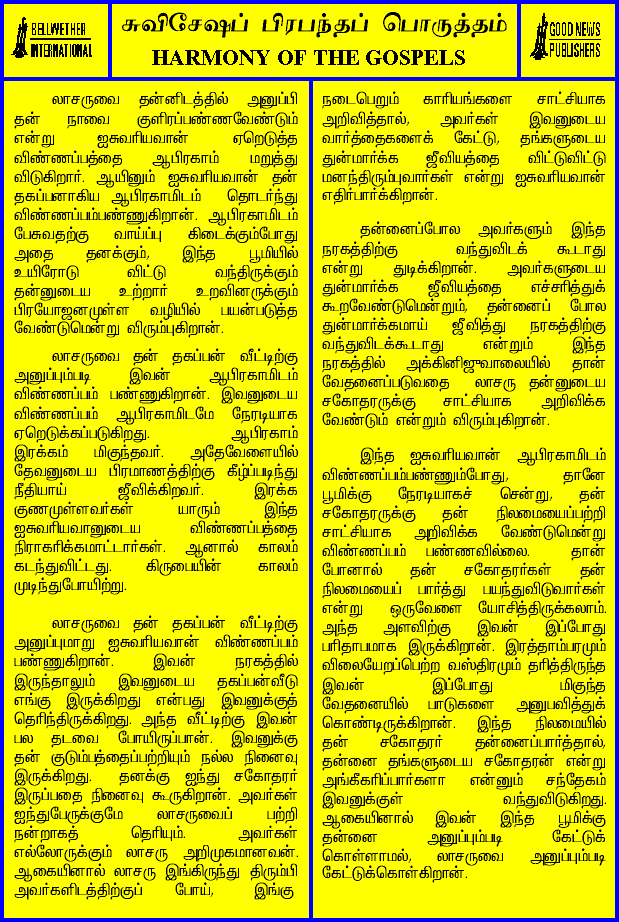 BELLWETHER
INTERNATIONAL
சுவிசேஷப் பிரபந்தப் பொருத்தம்
HARMONY OF THE GOSPELS
GOOD NEWS
PUBLISHERS
லாசருவை தன்னிடத்தில் அனுப்பி
தன் நாவை குளிரப்பண்ணவேண்டும்
என்று ஐசுவரியவான் ஏறெடுத்த
விண்ணப்பத்தை ஆபிரகாம் மறுத்து
விடுகிறார். ஆயினும் ஐசுவரியவான் தன்
தகப்பனாகிய ஆபிரகாமிடம் தொடர்ந்து
விண்ணப்பம்பண்ணுகிறான். ஆபிரகாமிடம்
பேசுவதற்கு வாய்ப்பு கிடைக்கும்போது
அதை தனக்கும், இந்த பூமியில்
உயிரோடு விட்டு வந்திருக்கும்
தன்னுடைய உற்றார் உறவினருக்கும்
பிரயோஜனமுள்ள வழியில் பயன்படுத்த
வேண்டுமென்று விரும்புகிறான்.
லாசருவை தன் தகப்பன் வீட்டிற்கு
அனுப்பும்படி இவன் ஆபிரகாமிடம்
விண்ணப்பம் பண்ணுகிறான். இவனுடைய
விண்ணப்பம் ஆபிரகாமிடமே நேரடியாக
ஏறெடுக்கப்படுகிறது. ஆபிரகாம்
இரக்கம் மிகுந்தவர். அதேவேளையில்
தேவனுடைய பிரமாணத்திற்கு கீழ்ப்படிந்து
நீதியாய் ஜீவிக்கிறவர். இரக்க
குணமுள்ளவர்கள் யாரும் இந்த
ஐசுவரியவானுடைய விண்ணப்பத்தை
நிராகரிக்கமாட்டார்கள். ஆனால் காலம்
கடந்துவிட்டது. கிருபையின் காலம்
முடிந்துபோயிற்று.
லாசருவை தன் தகப்பன் வீட்டிற்கு
அனுப்புமாறு ஐசுவரியவான் விண்ணப்பம்
பண்ணுகிறான். இவன் நரகத்தில்
இருந்தாலும் இவனுடைய தகப்பன்வீடு
எங்கு இருக்கிறது என்பது இவனுக்குத்
தெரிந்திருக்கிறது. அந்த வீட்டிற்கு இவன்
பல தடவை போயிருப்பான். இவனுக்கு
தன் குடும்பத்தைப்பற்றியும் நல்ல நினைவு
இருக்கிறது. தனக்கு ஐந்து சகோதரர்
இருப்பதை நினைவு கூருகிறான். அவர்கள்
ஐந்துபேருக்குமே லாசருவைப் பற்றி
நன்றாகத் தெரியும். அவர்கள்
எல்லோருக்கும் லாசரு அறிமுகமானவன்.
ஆகையினால் லாசரு இங்கிருந்து திரும்பி
அவர்களிடத்திற்குப் போய், இங்கு
நடைபெறும் காரியங்களை சாட்சியாக
அறிவித்தால், அவர்கள் இவனுடைய
வார்த்தைகளைக் கேட்டு, தங்களுடைய
துன்மார்க்க ஜீவியத்தை விட்டுவிட்டு
மனந்திரும்புவார்கள் என்று ஐசுவரியவான்
எதிர்பார்க்கிறான்.
தன்னைப்போல அவர்களும் இந்த
நரகத்திற்கு வந்துவிடக் கூடாது
என்று துடிக்கிறான். அவர்களுடைய
துன்மார்க்க ஜீவியத்தை எச்சரித்துக்
கூறவேண்டுமென்றும், தன்னைப் போல
துன்மார்க்கமாய் ஜீவித்து நரகத்திற்கு
வந்துவிடக்கூடாது என்றும் இந்த
நரகத்தில் அக்கினிஜுவாலையில் தான்
வேதனைப்படுவதை லாசரு தன்னுடைய
சகோதரருக்கு சாட்சியாக அறிவிக்க
வேண்டும் என்றும் விரும்புகிறான்.
இந்த ஐசுவரியவான் ஆபிரகாமிடம்
விண்ணப்பம்பண்ணும்போது, தானே
பூமிக்கு நேரடியாகச் சென்று, தன்
சகோதரருக்கு தன் நிலமையைப்பற்றி
சாட்சியாக அறிவிக்க வேண்டுமென்று
விண்ணப்பம் பண்ணவில்லை. தான்
போனால் தன் சகோதரர்கள் தன்
நிலமையைப் பார்த்து பயந்துவிடுவார்கள்
என்று ஒருவேளை யோசித்திருக்கலாம்.
அந்த அளவிற்கு இவன் இப்போது
பரிதாபமாக இருக்கிறான். இரத்தாம்பரமும்
விலையேறப்பெற்ற வஸ்திரமும் தரித்திருந்த
இவன் இப்போது மிகுந்த
வேதனையில் பாடுகளை அனுபவித்துக்
கொண்டிருக்கிறான். இந்த நிலமையில்
தன் சகோதரர் தன்னைப்பார்த்தால்,
தன்னை தங்களுடைய சகோதரன் என்று
அங்கீகரிப்பார்களா என்னும் சந்தேகம்
இவனுக்குள் வந்துவிடுகிறது.
ஆகையினால் இவன் இந்த பூமிக்கு
தன்னை அனுப்பும்படி கேட்டுக்
கொள்ளாமல், லாசருவை அனுப்பும்படி
கேட்டுக்கொள்கிறான்.